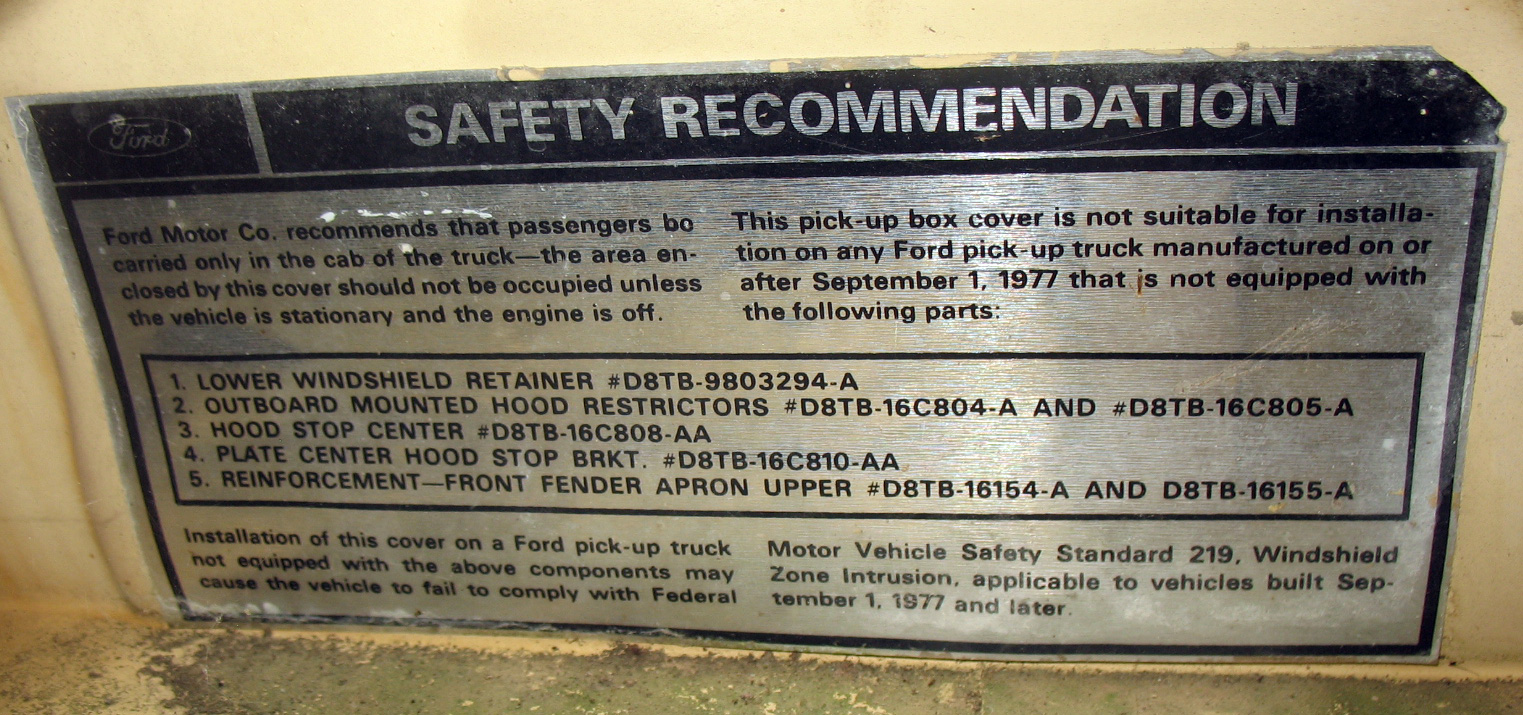 Ford
SAFETY RECOMMENDATION
Ford Motor Co. recommends that passengers be
carried only in the cab of the truck—the area en-
closed by this cover should not be occupied unless
the vehicle is stationary and the engine is off.
This pick-up box cover is not suitable for installa-
tion on any Ford pick-up truck manufactured on or
after September 1, 1977 that is not equipped with
the following parts:
1. LOWER WINDSHIELD RETAINER #D8TB-9803294-A
2. OUTBOARD MOUNTED HOOD RESTRICTORS #D8TB-16C804-A AND #D8TB-16C805-A
3. HOOD STOP CENTER #D8TB-16C808-AA
4. PLATE CENTER HOOD STOP BRKT. #D8TB-16C810-AA
5. REINFORCEMENT—FRONT FENDER APRON UPPER #D8TB-16154-A AND D8TB-16155-A
Installation of this cover on a Ford pick-up truck
not equipped with the above components may
cause the vehicle to fail to comply with Federal
Motor Vehicle Safety Standard 219, Windshield
Zone Intrusion, applicable to vehicles built Sep-
tember 1, 1977 and later.